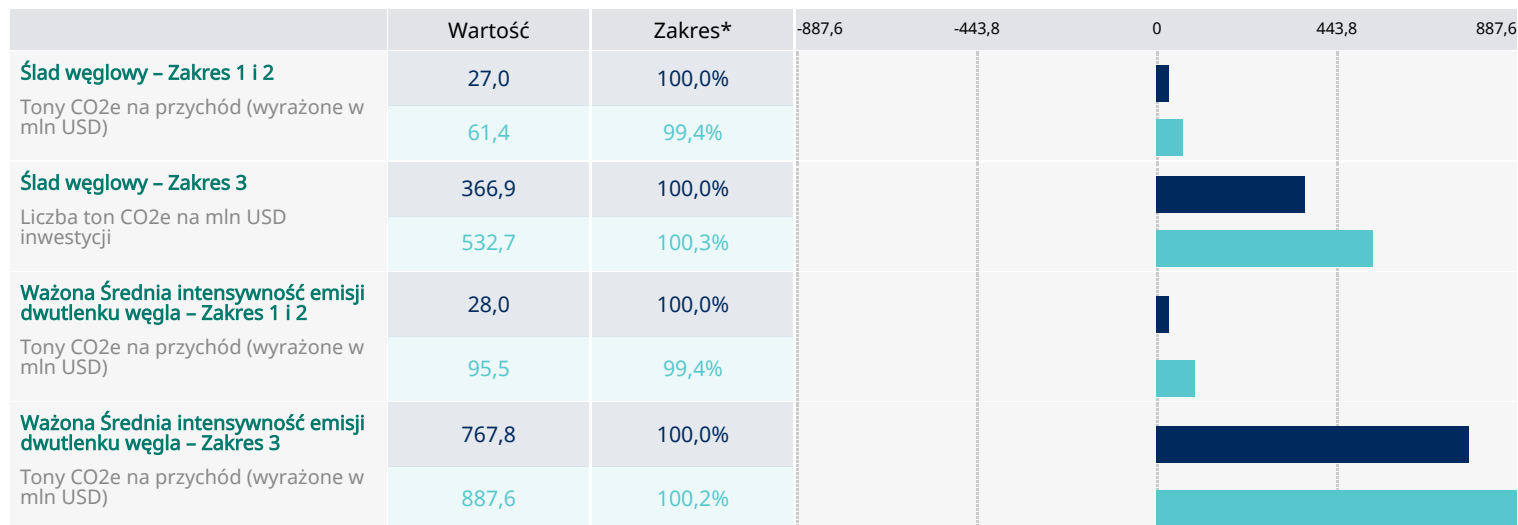 Wartość Zakres* -887,6 -443,8 0 443,8 887,6
Ślad węglowy – Zakres 1 i 2
Tony CO2e na przychód (wyrażone w
mln USD)
27,0 100,0%
61,4 99,4%
Ślad węglowy – Zakres 3
Liczba ton CO2e na mln USD
inwestycji
366,9 100,0%
532,7 100,3%
Ważona Średnia intensywność emisji
dwutlenku węgla – Zakres 1 i 2
Tony CO2e na przychód (wyrażone w
mln USD)
28,0 100,0%
95,5 99,4%
Ważona Średnia intensywność emisji
dwutlenku węgla – Zakres 3
Tony CO2e na przychód (wyrażone w
mln USD)
767,8 100,0%
887,6 100,2%